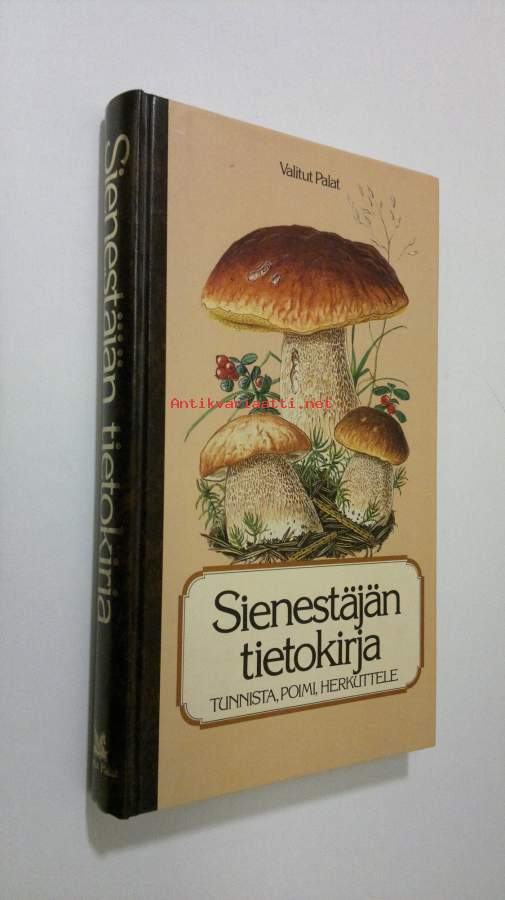 Valitut Palat
Antikvariaatti.net
Sienestäjän
tietokirja
TUNNISTA, POIMI, HERKUTTELE
Sienestäjän tietokirja